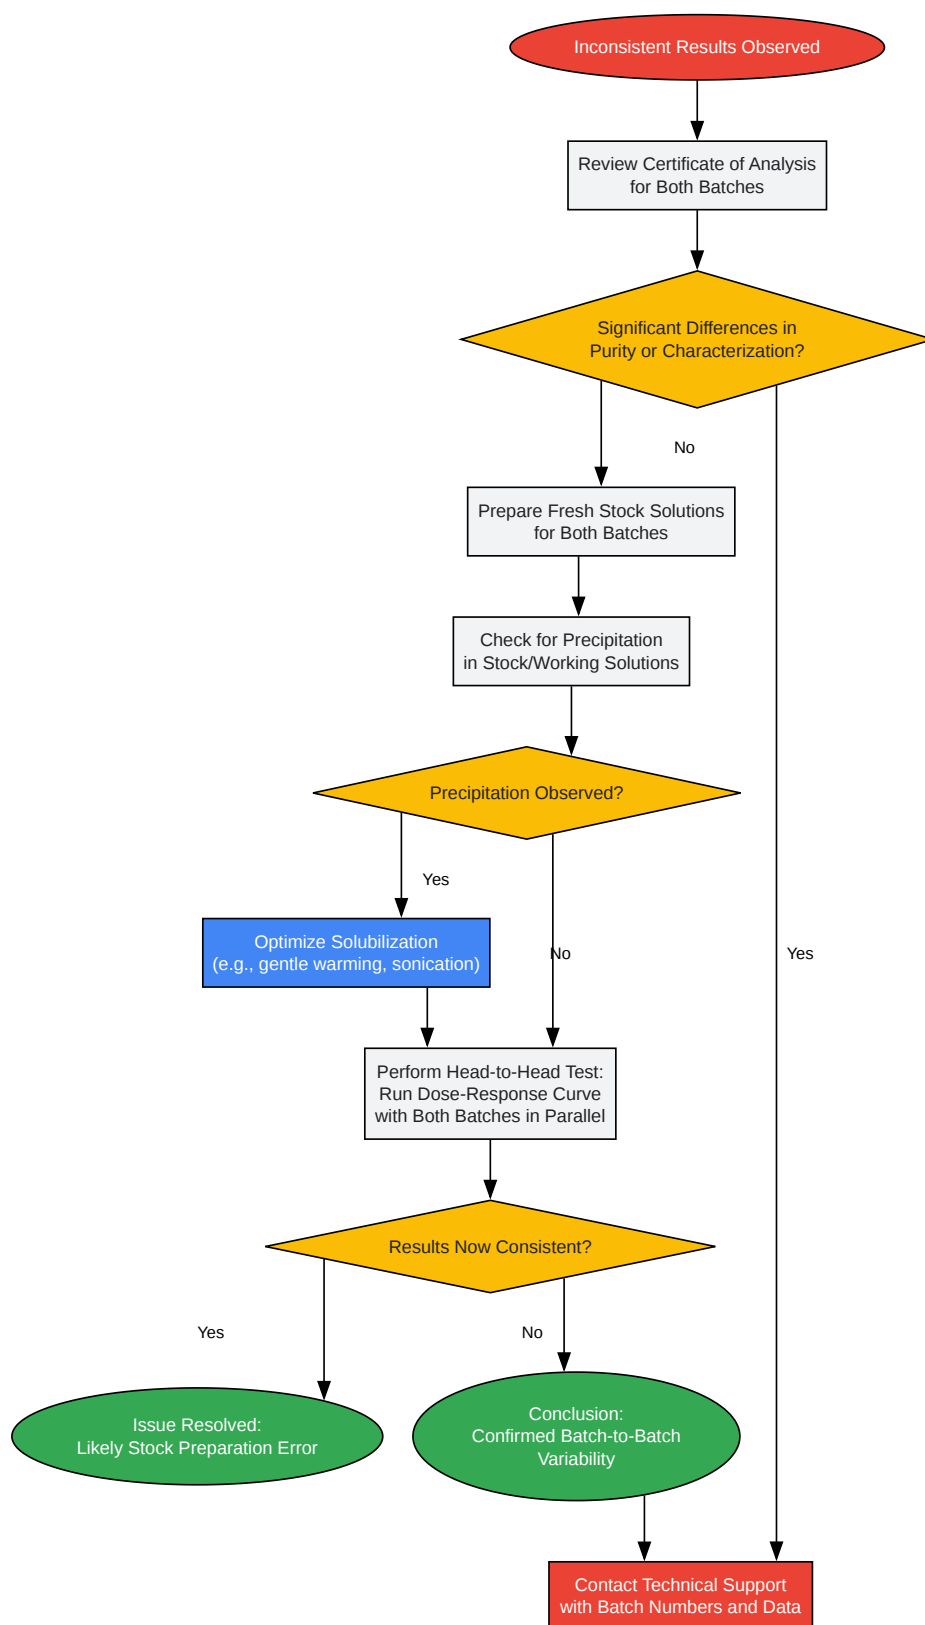 Inconsistent Results Observed
Review Certificate of Analysis
for Both Batches
Significant Differences in
Purity or Characterization?
No
Prepare Fresh Stock Solutions
for Both Batches
Check for Precipitation
in Stock/Working Solutions
Precipitation Observed?
Yes
Optimize Solubilization
(e.g., gentle warming, sonication)
No
Yes
Perform Head-to-Head Test:
Run Dose-Response Curve
with Both Batches in Parallel
Results Now Consistent?
Yes
No
Issue Resolved:
Likely Stock Preparation Error
Conclusion:
Confirmed Batch-to-Batch
Variability
Contact Technical Support
with Batch Numbers and Data